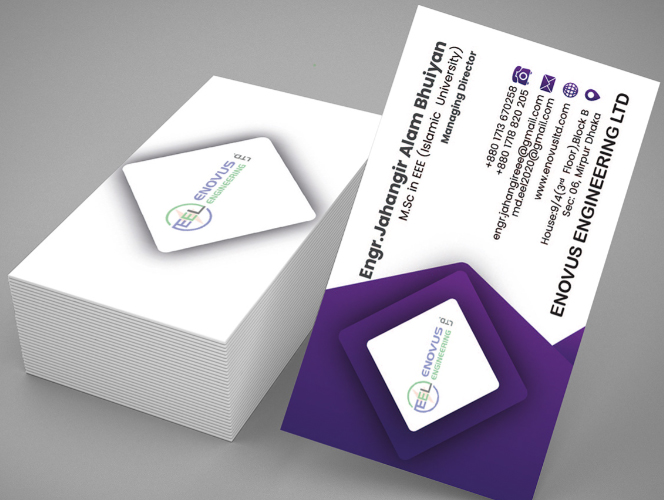 EEL ENOVUS LTD.
ENGINEERING
Engr.Jahangir Alam Bhuiyan
M.Sc in EEE (Islamic University)
Managing Director
+880 1713 670258
+880 1718 820 205
engr.jahangireee@gmail.com
md.eel2020@gmail.com
www.enovusltd.com
House:9/4(3rd Floor),Block B
Sec: 06, Mirpur Dhaka
ENOVUS ENGINEERING LTD
EEL ENOVUS LTD.
ENGINEERING